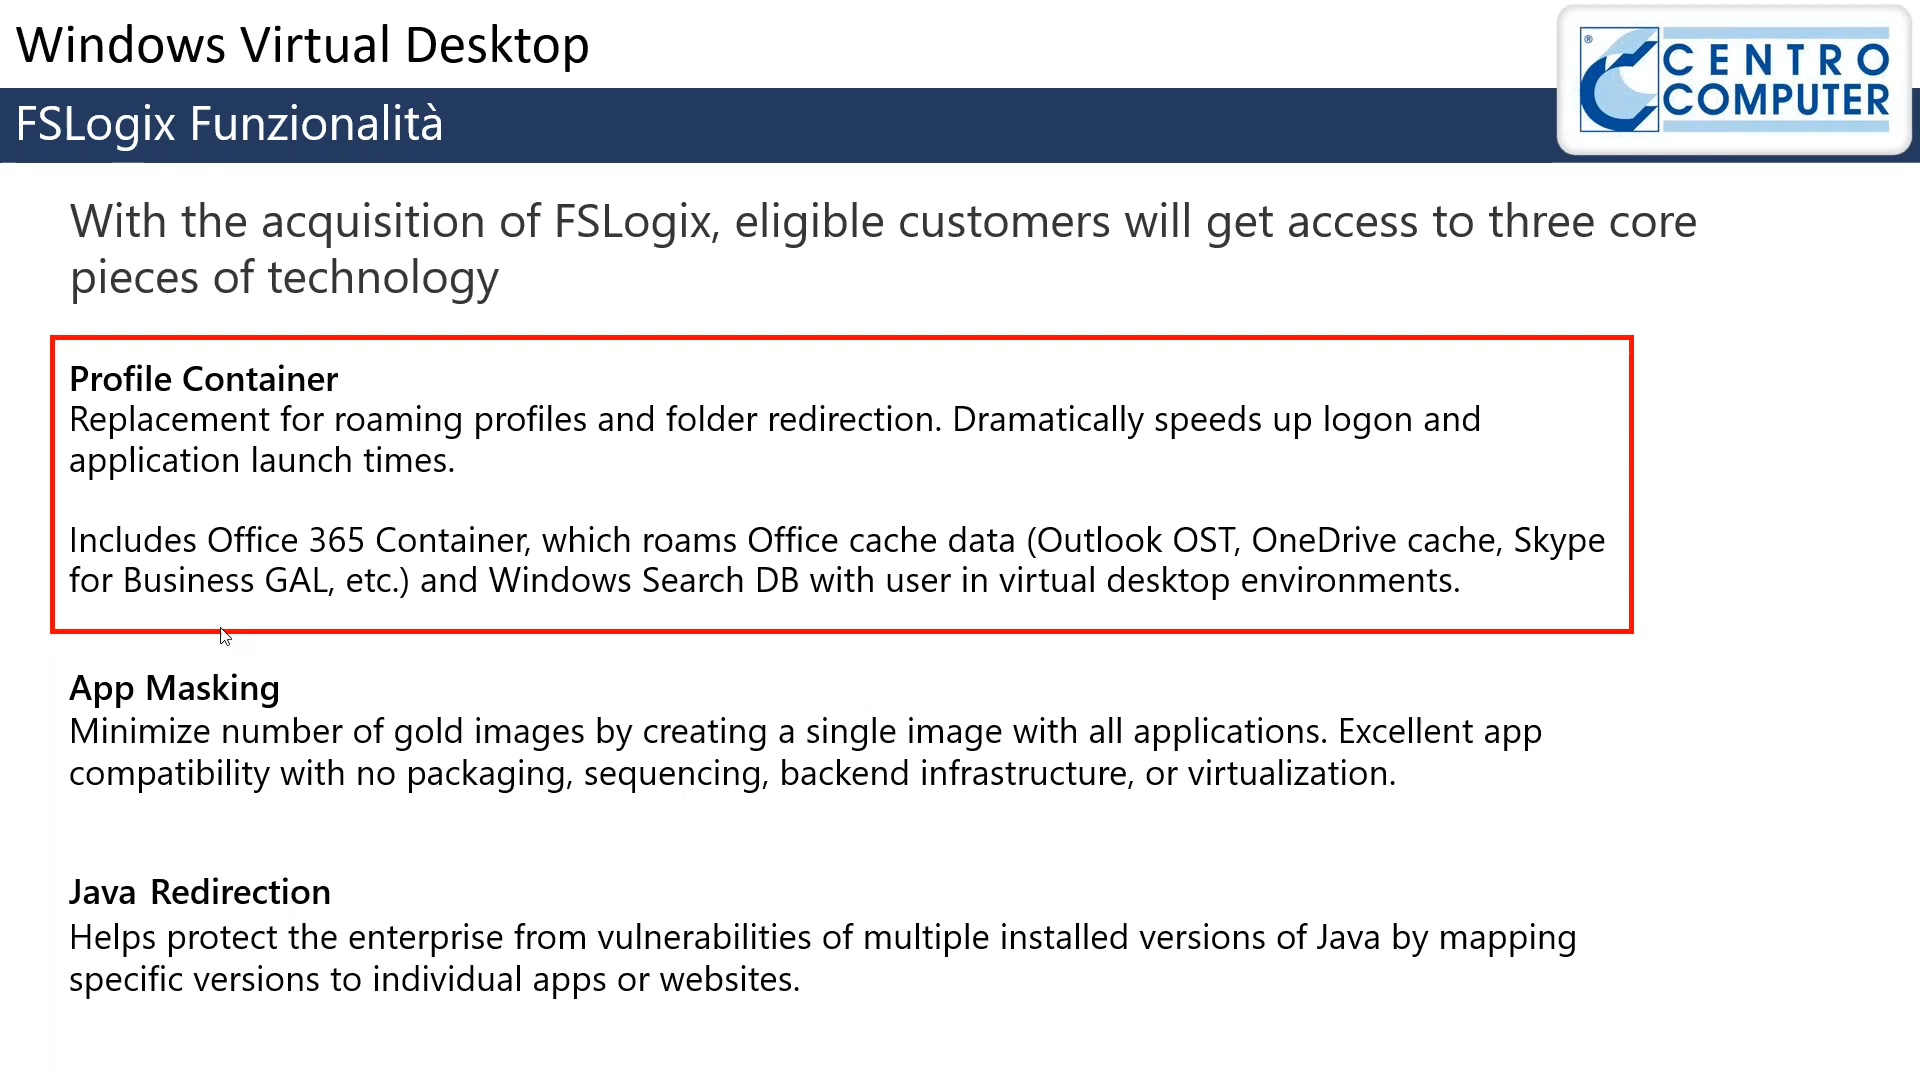 Windows Virtual Desktop
FSLogix Funzionalità
® CENTRO
COMPUTER
With the acquisition of FSLogix, eligible customers will get access to three core
pieces of technology
Profile Container
Replacement for roaming profiles and folder redirection. Dramatically speeds up logon and
application launch times.
Includes Office 365 Container, which roams Office cache data (Outlook OST, OneDrive cache, Skype
for Business GAL, etc.) and Windows Search DB with user in virtual desktop environments.
App Masking
Minimize number of gold images by creating a single image with all applications. Excellent app
compatibility with no packaging, sequencing, backend infrastructure, or virtualization.
Java Redirection
Helps protect the enterprise from vulnerabilities of multiple installed versions of Java by mapping
specific versions to individual apps or websites.